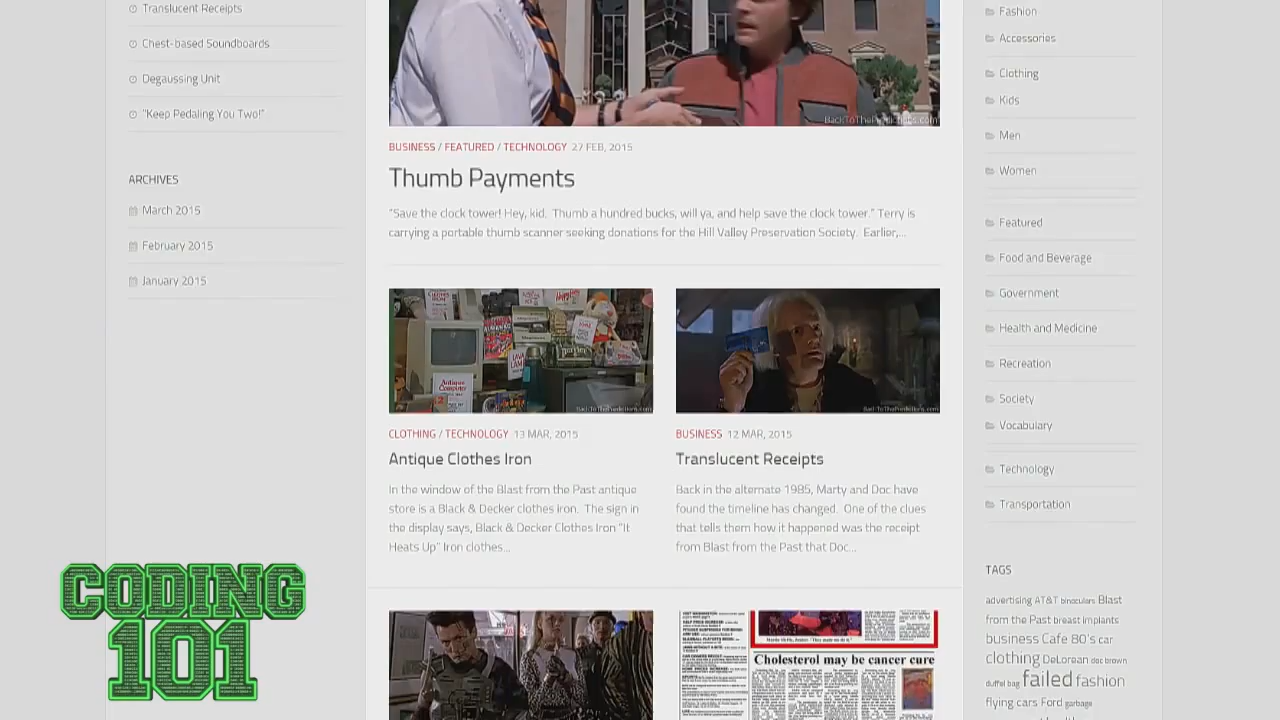 Translucent Receipts
Chest-based Soundboards
Degaussing Unit
"Keep Pedaling You Two!"
ARCHIVES
March 2015
February 2015
January 2015
BackToThePredictions.com
BUSINESS / FEATURED / TECHNOLOGY 27 FEB, 2015
Thumb Payments
"Save the clock tower! Hey, kid. Thumb a hundred bucks, will ya, and help save the clock tower." Terry is
carrying a portable thumb scanner seeking donations for the Hill Valley Preservation Society. Earlier,...
Antique
Computer
BackToThePredictions.com
CLOTHING / TECHNOLOGY 13 MAR, 2015
Antique Clothes Iron
In the window of the Blast from the Past antique
store is a Black & Decker clothes iron. The sign in
the display says, Black & Decker Clothes Iron "It
Heats Up" Iron clothes...
BackToThePredictions.com
BUSINESS 12 MAR, 2015
Translucent Receipts
Back in the alternate 1985, Marty and Doc have
found the timeline has changed. One of the clues
that tells them how it happened was the receipt
from Blast from the Past that Doc...
Cholesterol may be cancer cure
Fashion
Accessories
Clothing
Kids
Men
Women
Featured
Food and Beverage
Government
Health and Medicine
Recreation
Society
Vocabulary
Technology
Transportation
TAGS
advertising AT&T binoculars Blast
from the Past breast implants
business Cafe 80's car
clothing DeLorean doc brown
duffel bag failed fashion
flying cars Ford garbage
CODING
101